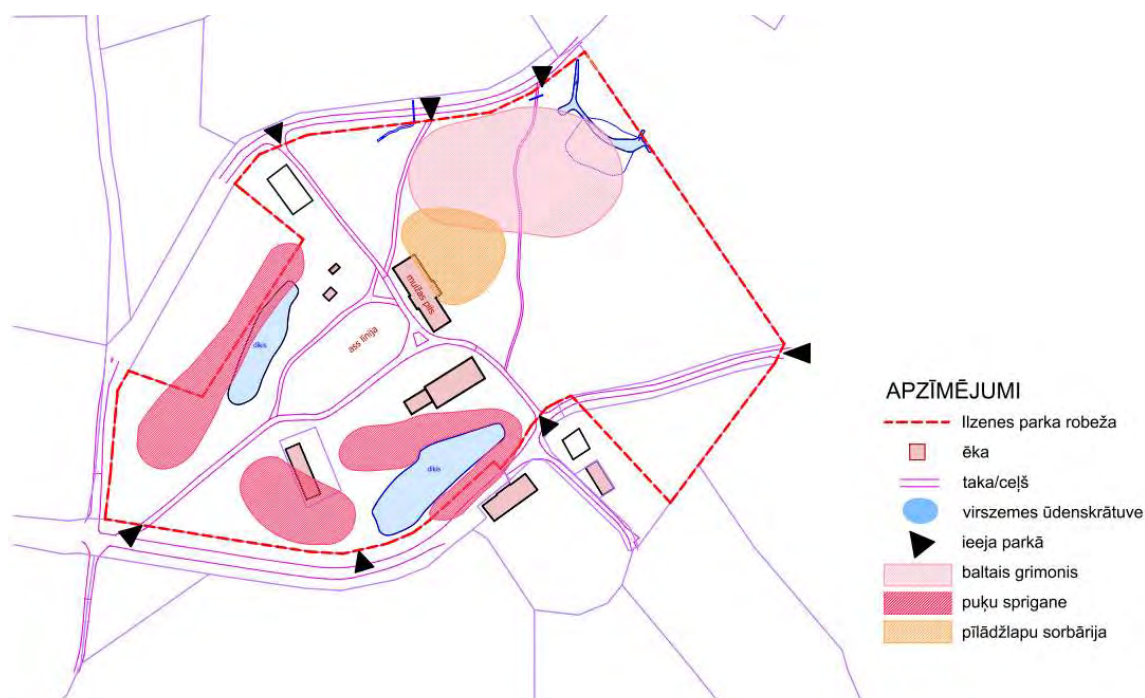 muižas pils
ass līnija
dīķis
dīķis
APZĪMĒJUMI
Ilzenes parka robeža
ēka
taka/ceļš
virszemes ūdenskrātuve
ieeja parkā
baltais grimonis
puķu sprigane
pīlādžlapu sorbārija